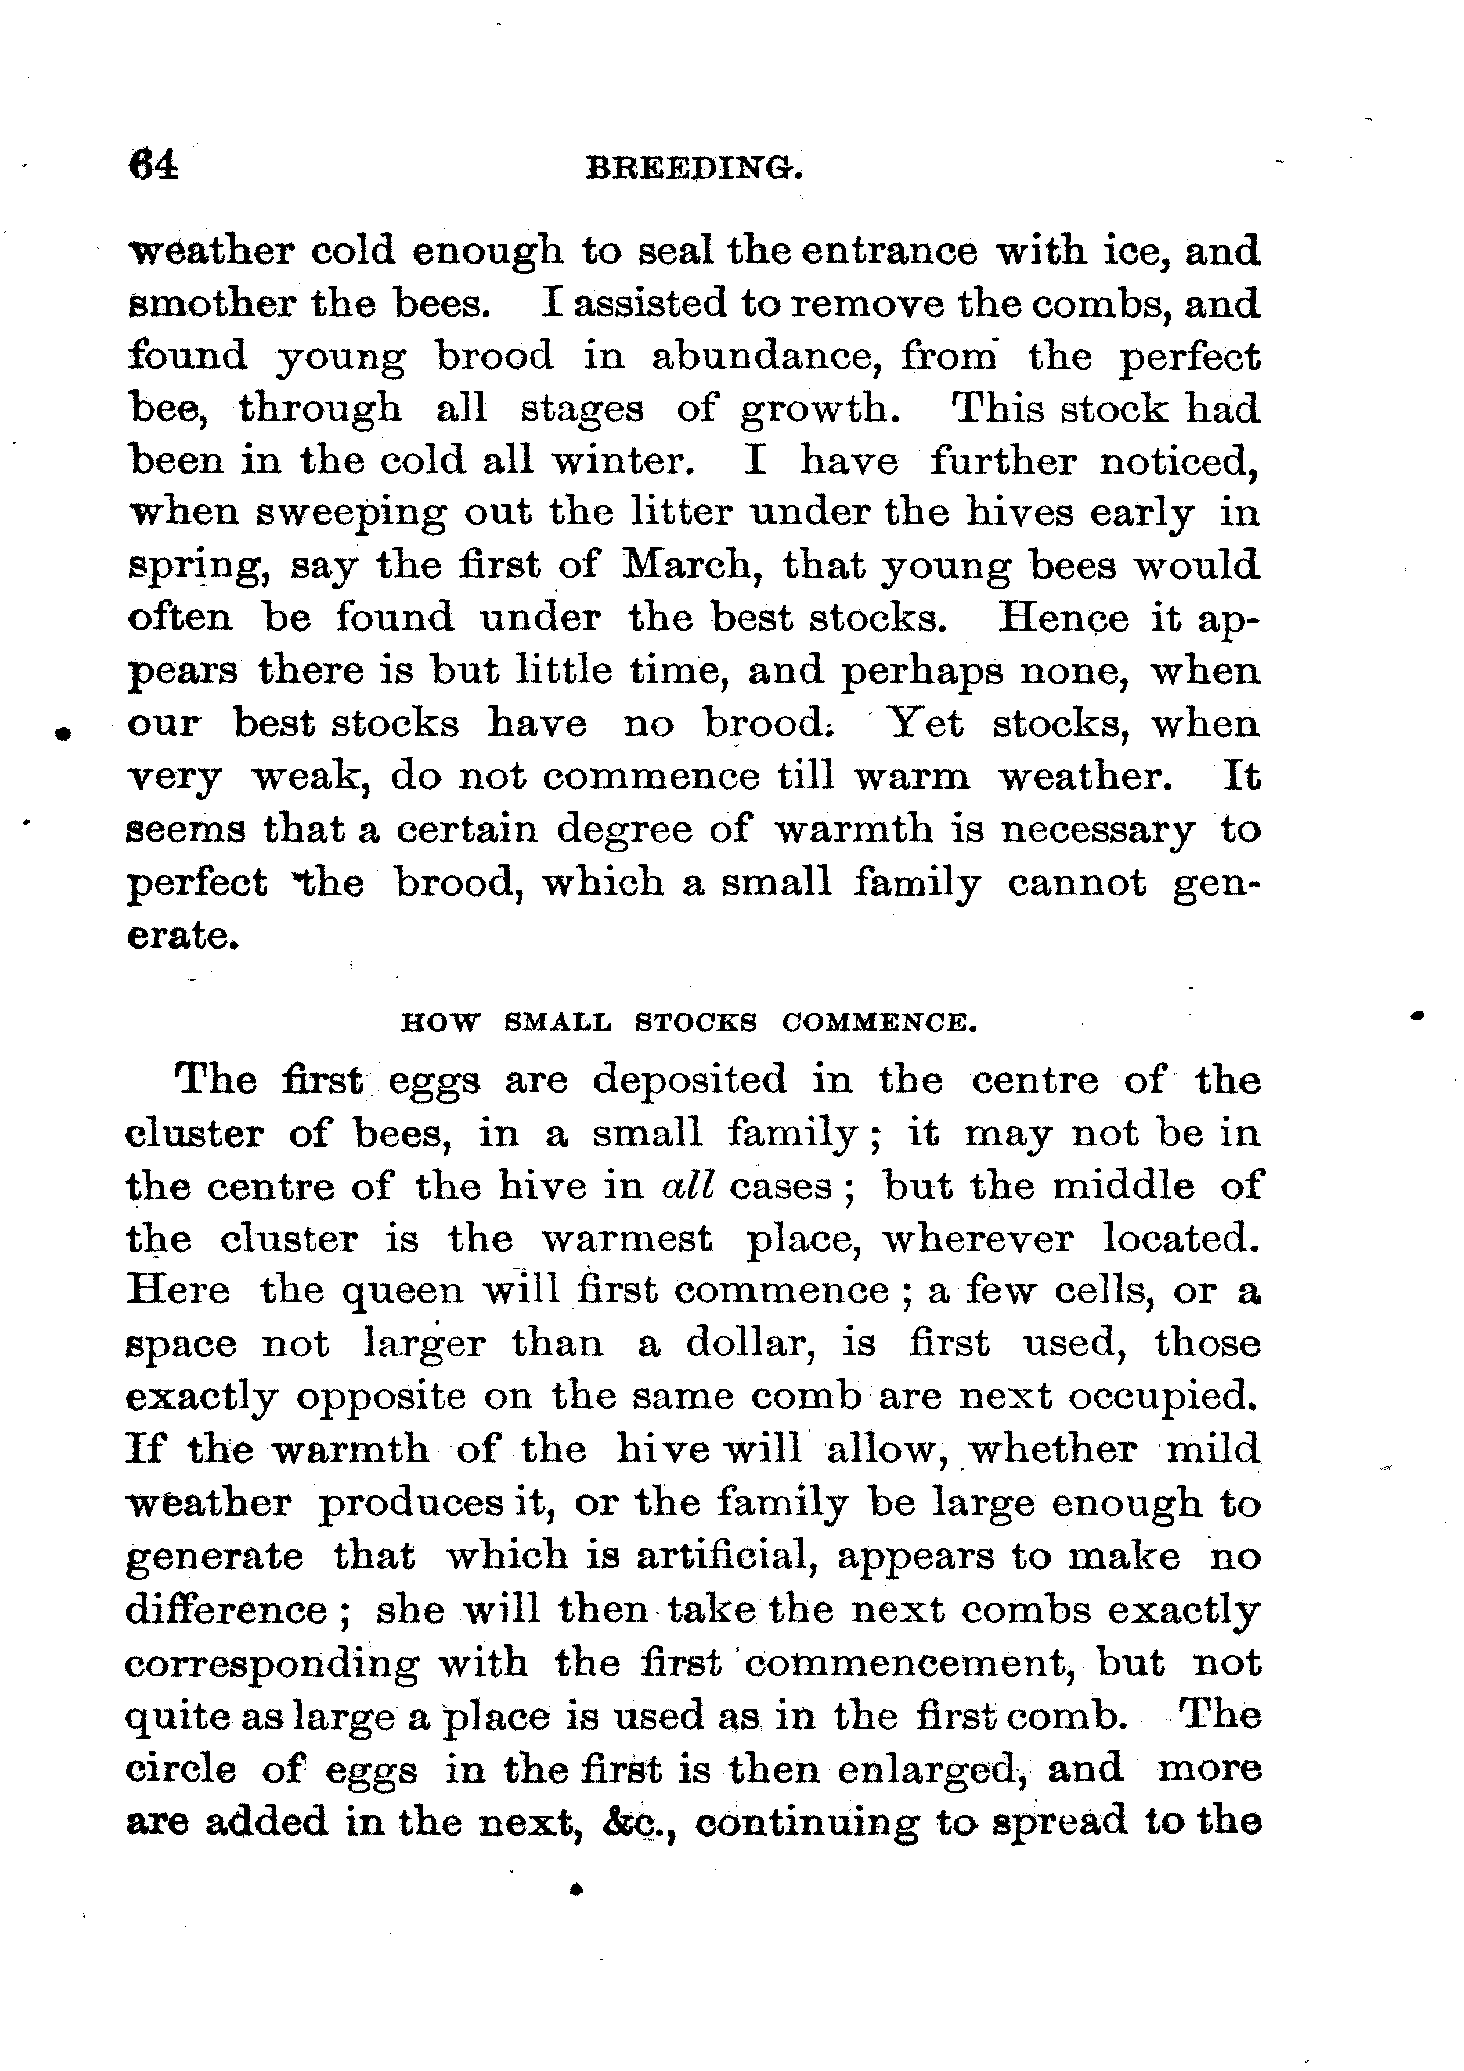 64 BREEDING.
weather cold enough to seal the entrance with ice, and
smother the bees. I assisted to remove the combs, and
found young brood in abundance, from the perfect
bee, through all stages of growth. This stock had
been in the cold all winter. I have further noticed,
when sweeping out the litter under the hives early in
spring, say the first of March, that young bees would
often be found under the best stocks. Hence it ap-
pears there is but little time, and perhaps none, when
our best stocks have no brood. Yet stocks, when
very weak, do not commence till warm weather. It
seems that a certain degree of warmth is necessary to
perfect the brood, which a small family cannot gen-
erate.
HOW SMALL STOCKS COMMENCE.
The first eggs are deposited in the centre of the
cluster of bees, in a small family; it may not be in
the centre of the hive in all cases; but the middle of
the cluster is the warmest place, wherever located.
Here the queen will first commence; a few cells, or a
space not larger than a dollar, is first used, those
exactly opposite on the same comb are next occupied.
If the warmth of the hive will allow, whether mild
weather produces it, or the family be large enough to
generate that which is artificial, appears to make no
difference; she will then take the next combs exactly
corresponding with the first commencement, but not
quite as large a place is used as in the first comb. The
circle of eggs in the first is then enlarged, and more
are added in the next, &c., continuing to spread to the